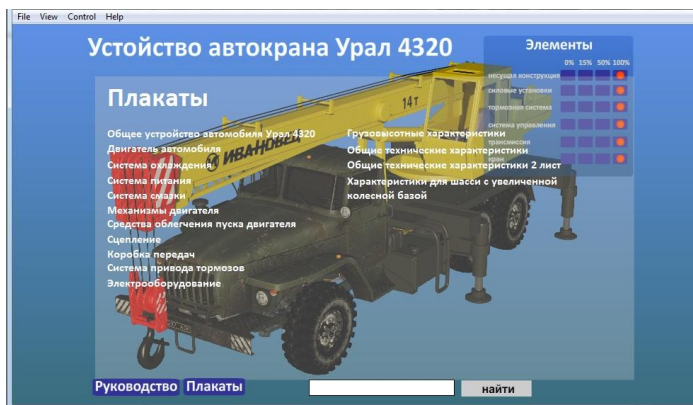 File View Control Help
Устойство автокрана Урал 4320
Элементы
0% 15% 50% 100%
несущая конструкция
силовые установки
тормозная система
система управления
трансмиссия
кран
Плакаты
Общее устройство автомобиля Урал 4320
Двигатель автомобиля
Система охлаждения
Система питания
Система смазки
Механизмы двигателя
Средства облегчения пуска двигателя
Сцепление
Коробка передач
Система привода тормозов
Электрооборудование
Грузовысотные характеристики
Общие технические характеристики
Общие технические характеристики 2 лист
Характеристики для шасси с увеличенной
колесной базой
14т
ИВАНОВЕЦ
Руководство Плакаты
найти